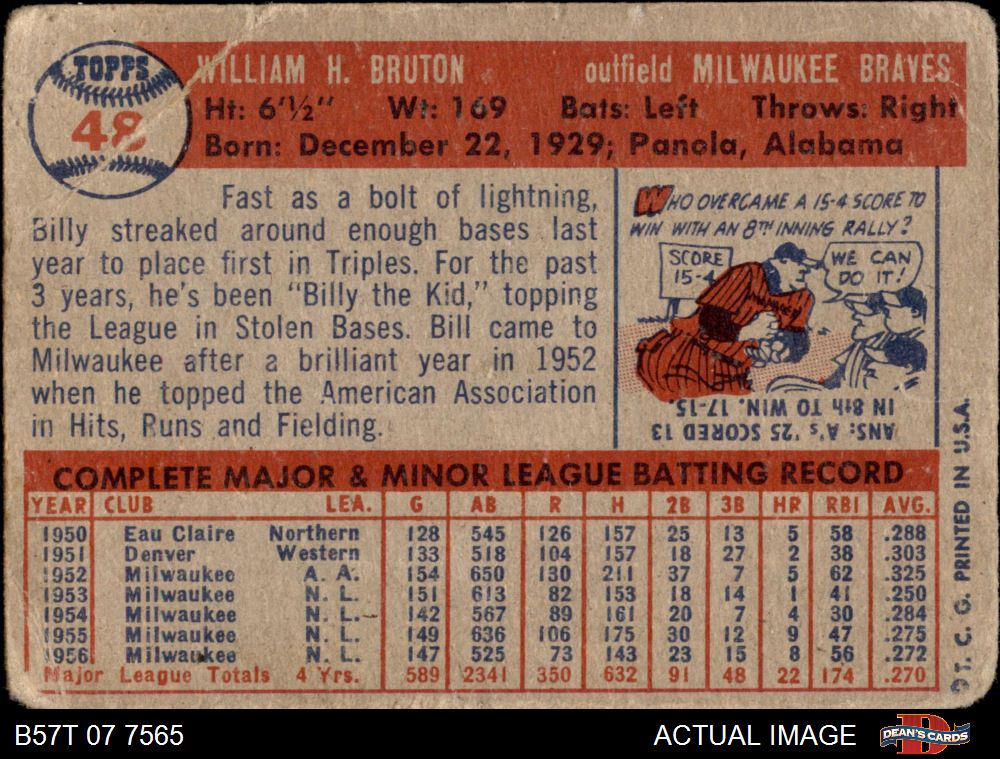 TOPPS
48
WILLIAM H. BRUTON outfield MILWAUKEE BRAVES
Ht: 6'½" Wt: 169 Bats: Left Throws: Right
Born: December 22, 1929; Panola, Alabama
Fast as a bolt of lightning,
Billy streaked around enough bases last
year to place first in Triples. For the past
3 years, he's been "Billy the Kid," topping
the League in Stolen Bases. Bill came to
Milwaukee after a brilliant year in 1952
when he topped the American Association
in Hits, Runs and Fielding.
WHO OVERCAME A 15-4 SCORE TO
WIN WITH AN 8TH INNING RALLY?
SCORE
15-4
WE CAN
DO IT!
ANS: A's '25 SCORED 13
IN 8th TO WIN. 17-15.
COMPLETE MAJOR & MINOR LEAGUE BATTING RECORD
YEAR CLUB LEA. G AB R H 2B 3B HR RBI AVG.
1950 Eau Claire Northern 128 545 126 157 25 13 5 58 .288
1951 Denver Western 133 518 104 157 18 27 2 38 .303
1952 Milwaukee A. A. 154 650 130 211 37 7 5 62 .325
1953 Milwaukee N. L. 151 613 82 153 18 14 1 41 .250
1954 Milwaukee N. L. 142 567 89 161 20 7 4 30 .284
1955 Milwaukee N. L. 149 636 106 175 30 12 9 47 .275
1956 Milwaukee N. L. 147 525 73 143 23 15 8 56 .272
Major League Totals 4 Yrs. 589 2341 350 632 91 48 22 174 .270
© T. C. G. PRINTED IN U.S.A.
B57T 07 7565
ACTUAL IMAGE
DEAN'S CARDS